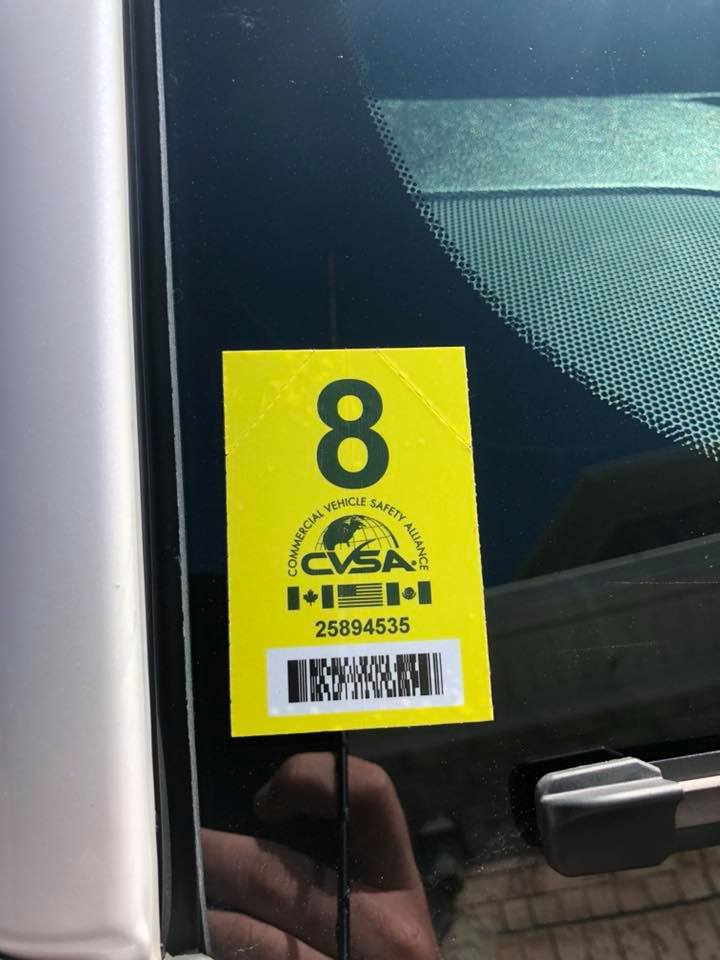 8
COMMERCIAL VEHICLE SAFETY ALLIANCE
CVSA®
25894535